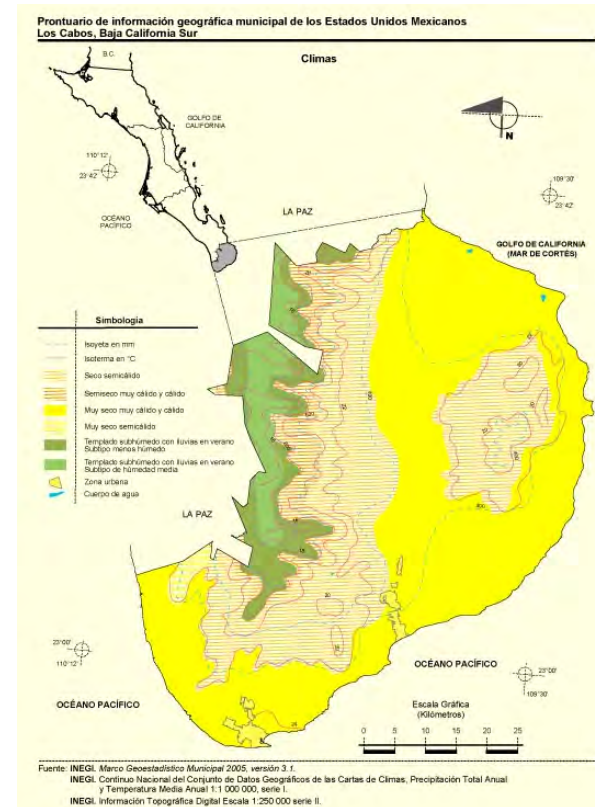 Prontuario de información geográfica municipal de los Estados Unidos Mexicanos
Los Cabos, Baja California Sur
Climas
B.C.
GOLFO DE
CALIFORNIA
N
110°12'
23°42'
109°30'
23°42'
OCÉANO
PACÍFICO
LA PAZ
GOLFO DE CALIFORNIA
(MAR DE CORTÉS)
Simbología
Isoyeta en mm
Isoterma en °C
Seco semicálido
Semiseco muy cálido y cálido
Muy seco muy cálido y cálido
Muy seco semicálido
Templado subhúmedo con lluvias en verano
Subtipo menos húmedo
Templado subhúmedo con lluvias en verano
Subtipo de húmedad media
Zona urbana
Cuerpo de agua
LA PAZ
23°00'
110°12'
OCÉANO PACÍFICO
23°00'
109°30'
OCÉANO PACÍFICO
Escala Gráfica
(Kilómetros)
0 5 10 15 20 25
Fuente: INEGI. Marco Geoestadístico Municipal 2005, versión 3.1.
INEGI. Continuo Nacional del Conjunto de Datos Geográficos de las Cartas de Climas, Precipitación Total Anual
y Temperatura Media Anual 1:1 000 000, serie I.
INEGI. Información Topográfica Digital Escala 1:250 000 serie II.